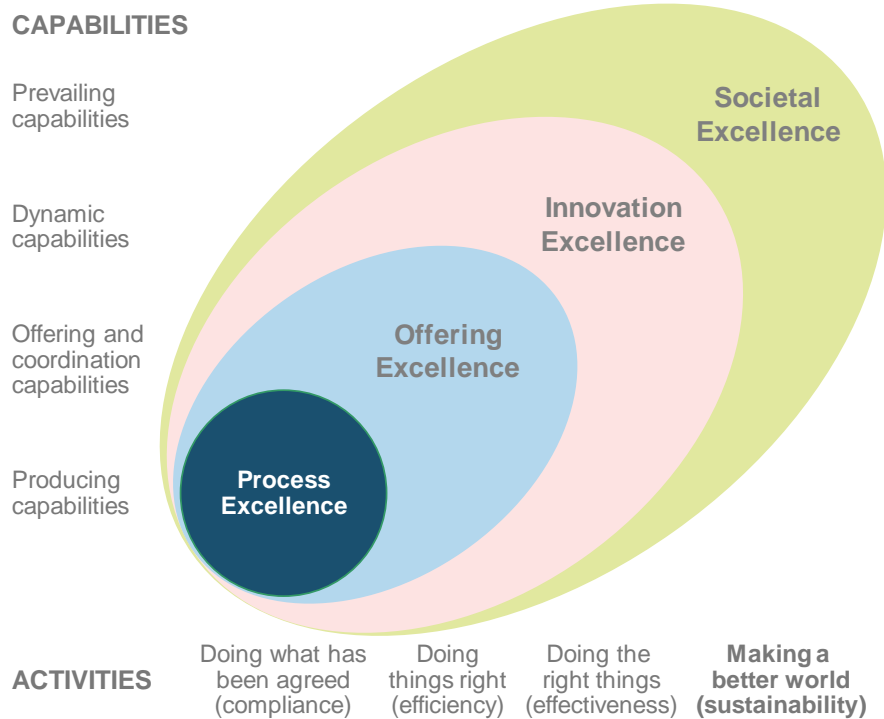 CAPABILITIES
Prevailing
capabilities
Societal
Excellence
Dynamic
capabilities
Innovation
Excellence
Offering and
coordination
capabilities
Offering
Excellence
Producing
capabilities
Process
Excellence
ACTIVITIES
Doing what has
been agreed
(compliance)
Doing
things right
(efficiency)
Doing the
right things
(effectiveness)
Making a
better world
(sustainability)